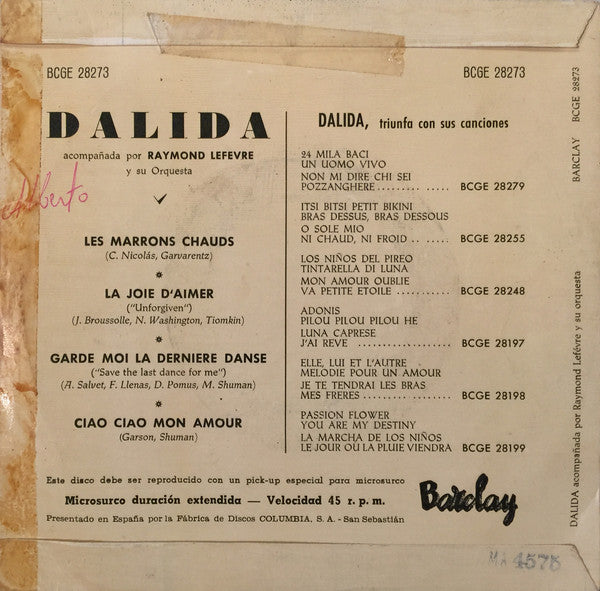 BCGE 28273
BCGE 28273
DALIDA
acompañada por RAYMOND LEFEVRE
y su Orquesta
Alberto
LES MARRONS CHAUDS
(C. Nicolás, Garvarentz)
LA JOIE D'AIMER
("Unforgiven")
(J. Broussolle, N. Washington, Tiomkin)
GARDE MOI LA DERNIERE DANSE
("Save the last dance for me")
(A. Salvet, F. Llenas, D. Pomus, M. Shuman)
CIAO CIAO MON AMOUR
(Garson, Shuman)
DALIDA, triunfa con sus canciones
24 MILA BACI
UN UOMO VIVO
NON MI DIRE CHI SEI
POZZANGHERE ......... ..... BCGE 28279
ITSI BITSI PETIT BIKINI
BRAS DESSUS, BRAS DESSOUS
O SOLE MIO
NI CHAUD, NI FROID .. ..... BCGE 28255
LOS NIÑOS DEL PIREO
TINTARELLA DI LUNA
MON AMOUR OUBLIE
VA PETITE ETOILE ........... BCGE 28248
ADONIS
PILOU PILOU PILOU HE
LUNA CAPRESE
J'AI REVE ................ BCGE 28197
ELLE, LUI ET L'AUTRE
MELODIE POUR UN AMOUR
JE TE TENDRAI LES BRAS
MES FRERES .................. BCGE 28198
PASSION FLOWER
YOU ARE MY DESTINY
LA MARCHA DE LOS NIÑOS
LE JOUR OU LA PLUIE VIENDRA BCGE 28199
Este disco debe ser reproducido con un pick-up especial para microsurco
Microsurco duración extendida — Velocidad 45 r. p. m.
Presentado en España por la Fábrica de Discos COLUMBIA, S. A. - San Sebastián
Barclay
MA 4575
DALIDA acompañada por Raymond Lefévre y su orquesta BARCLAY BCGE 28273